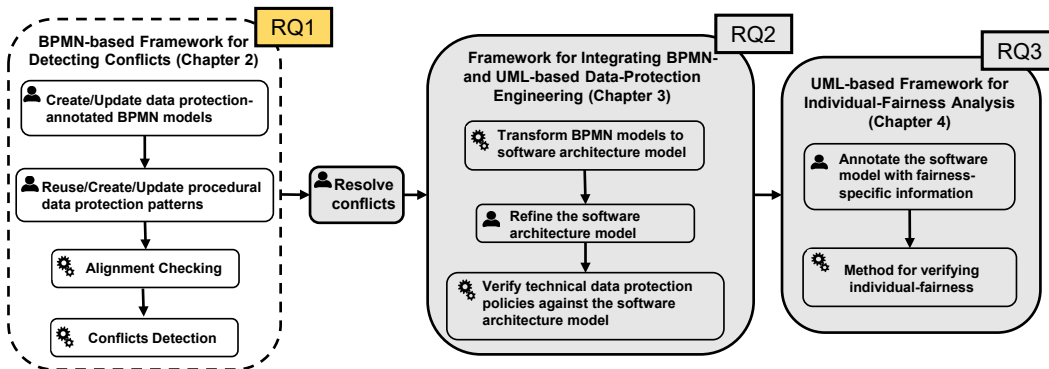 RQ1
BPMN-based Framework for
Detecting Conflicts (Chapter 2)
Create/Update data protection-
annotated BPMN models
Reuse/Create/Update procedural
data protection patterns
Alignment Checking
Conflicts Detection
Resolve
conflicts
RQ2
Framework for Integrating BPMN-
and UML-based Data-Protection
Engineering (Chapter 3)
Transform BPMN models to
software architecture model
Refine the software
architecture model
Verify technical data protection
policies against the software
architecture model
RQ3
UML-based Framework for
Individual-Fairness Analysis
(Chapter 4)
Annotate the software
model with fairness-
specific information
Method for verifying
individual-fairness